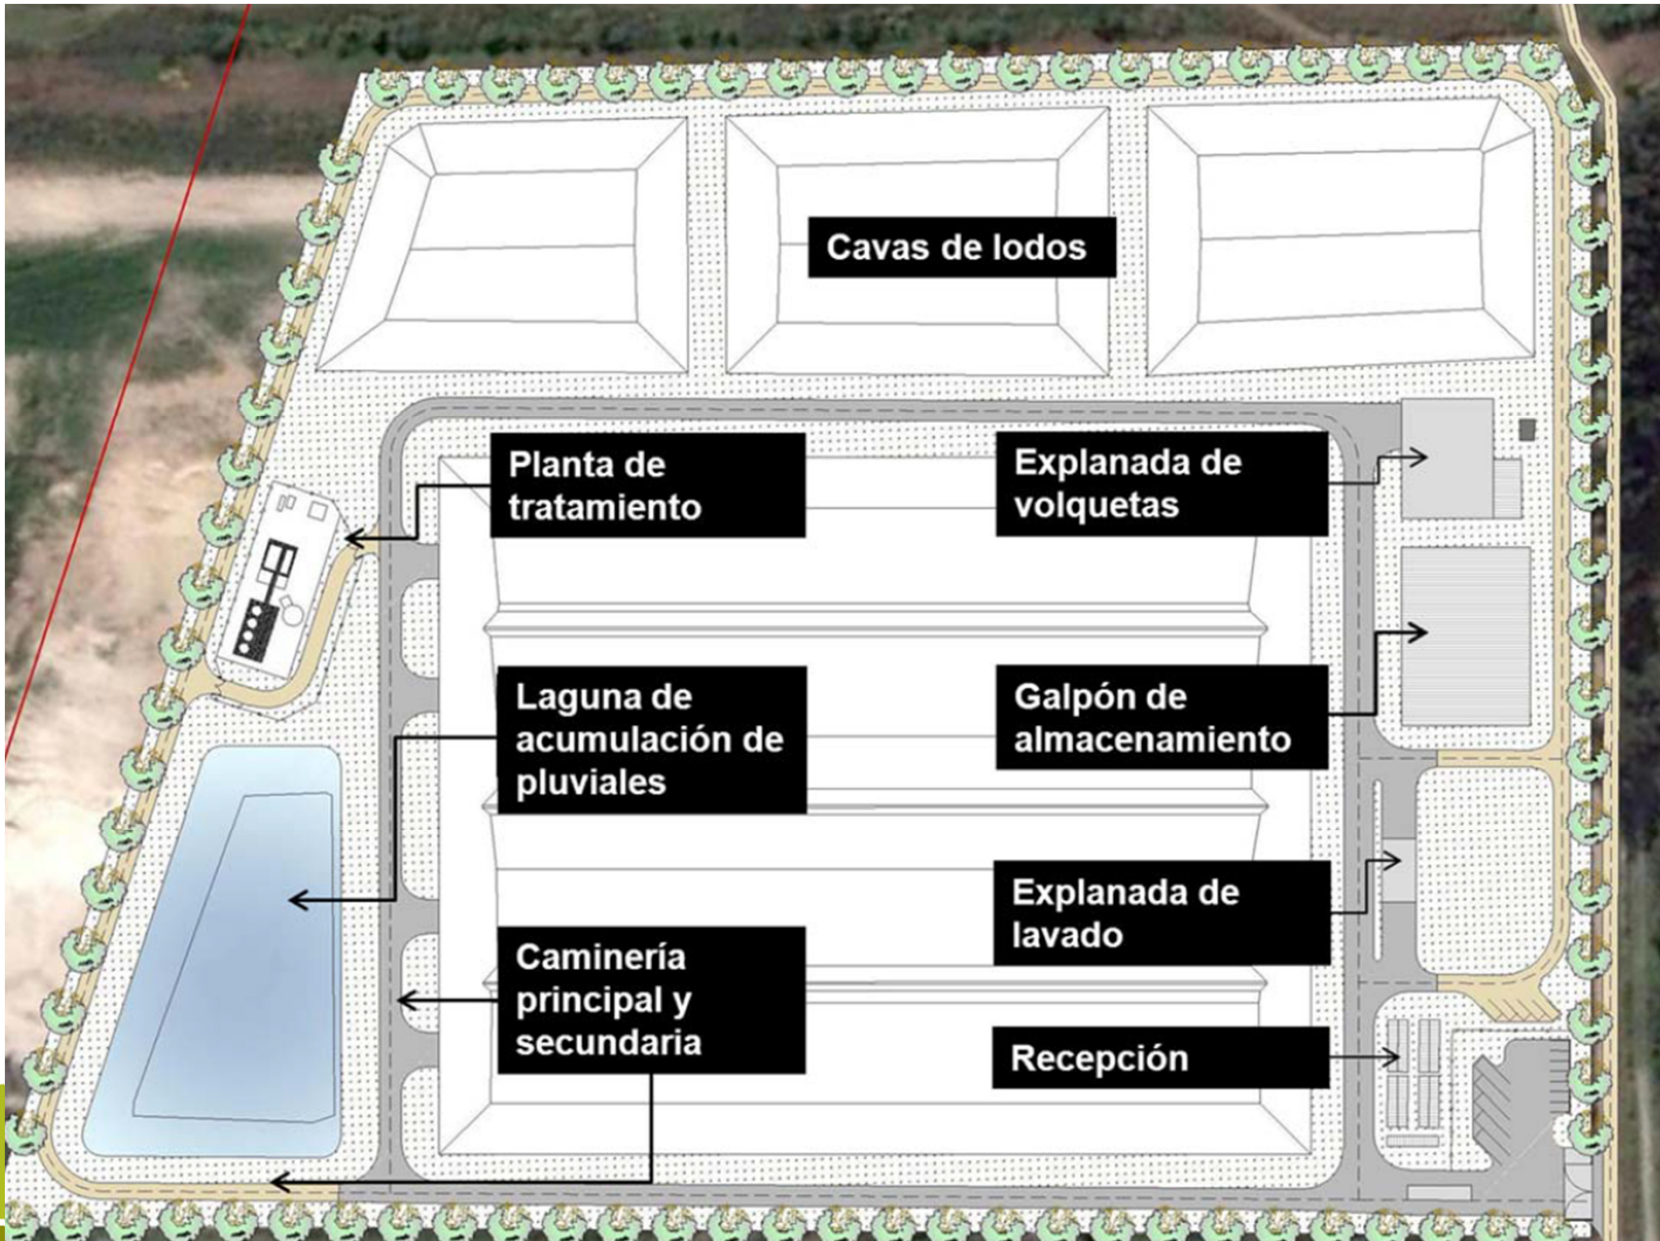 Cavas de lodos
Planta de
tratamiento
Explanada de
volquetas
Laguna de
acumulación de
pluviales
Galpón de
almacenamiento
Explanada de
lavado
Caminería
principal y
secundaria
Recepción